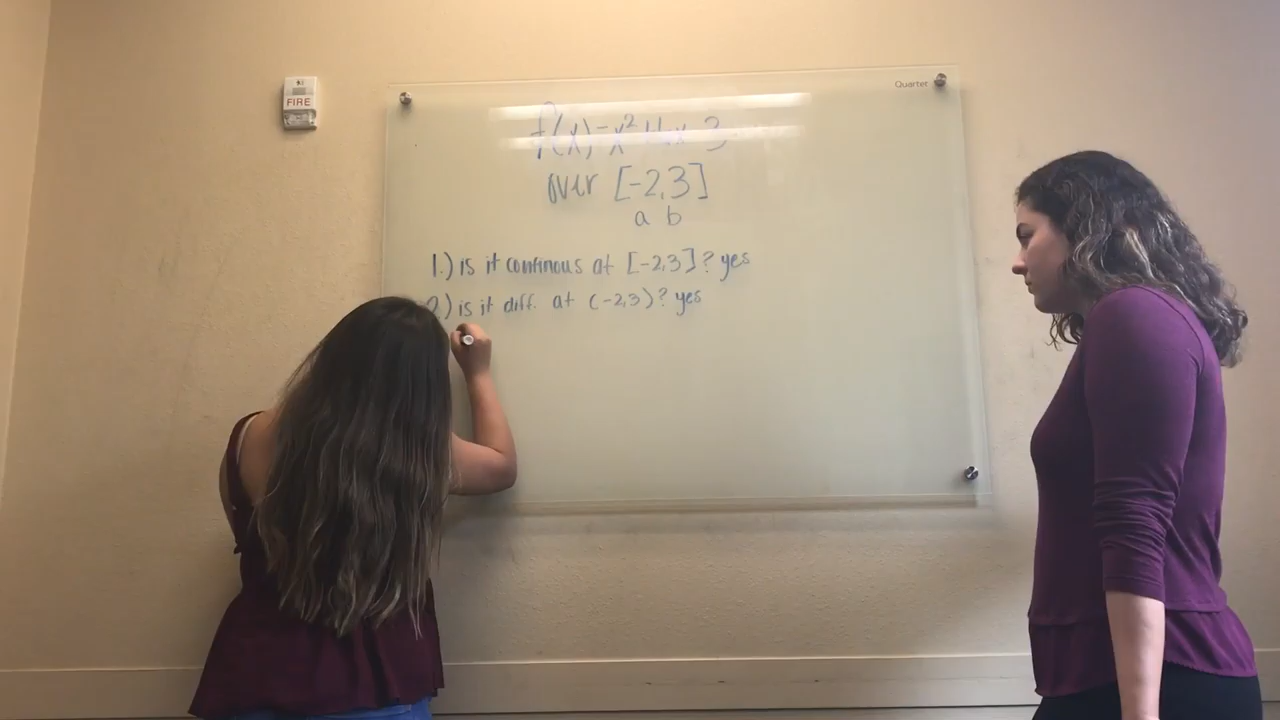 FIRE
Quarter
f(x)=x²+4x-3
over [-2,3]
a b
1.) is it continous at [-2,3]? yes
2.) is it diff. at (-2,3)? yes